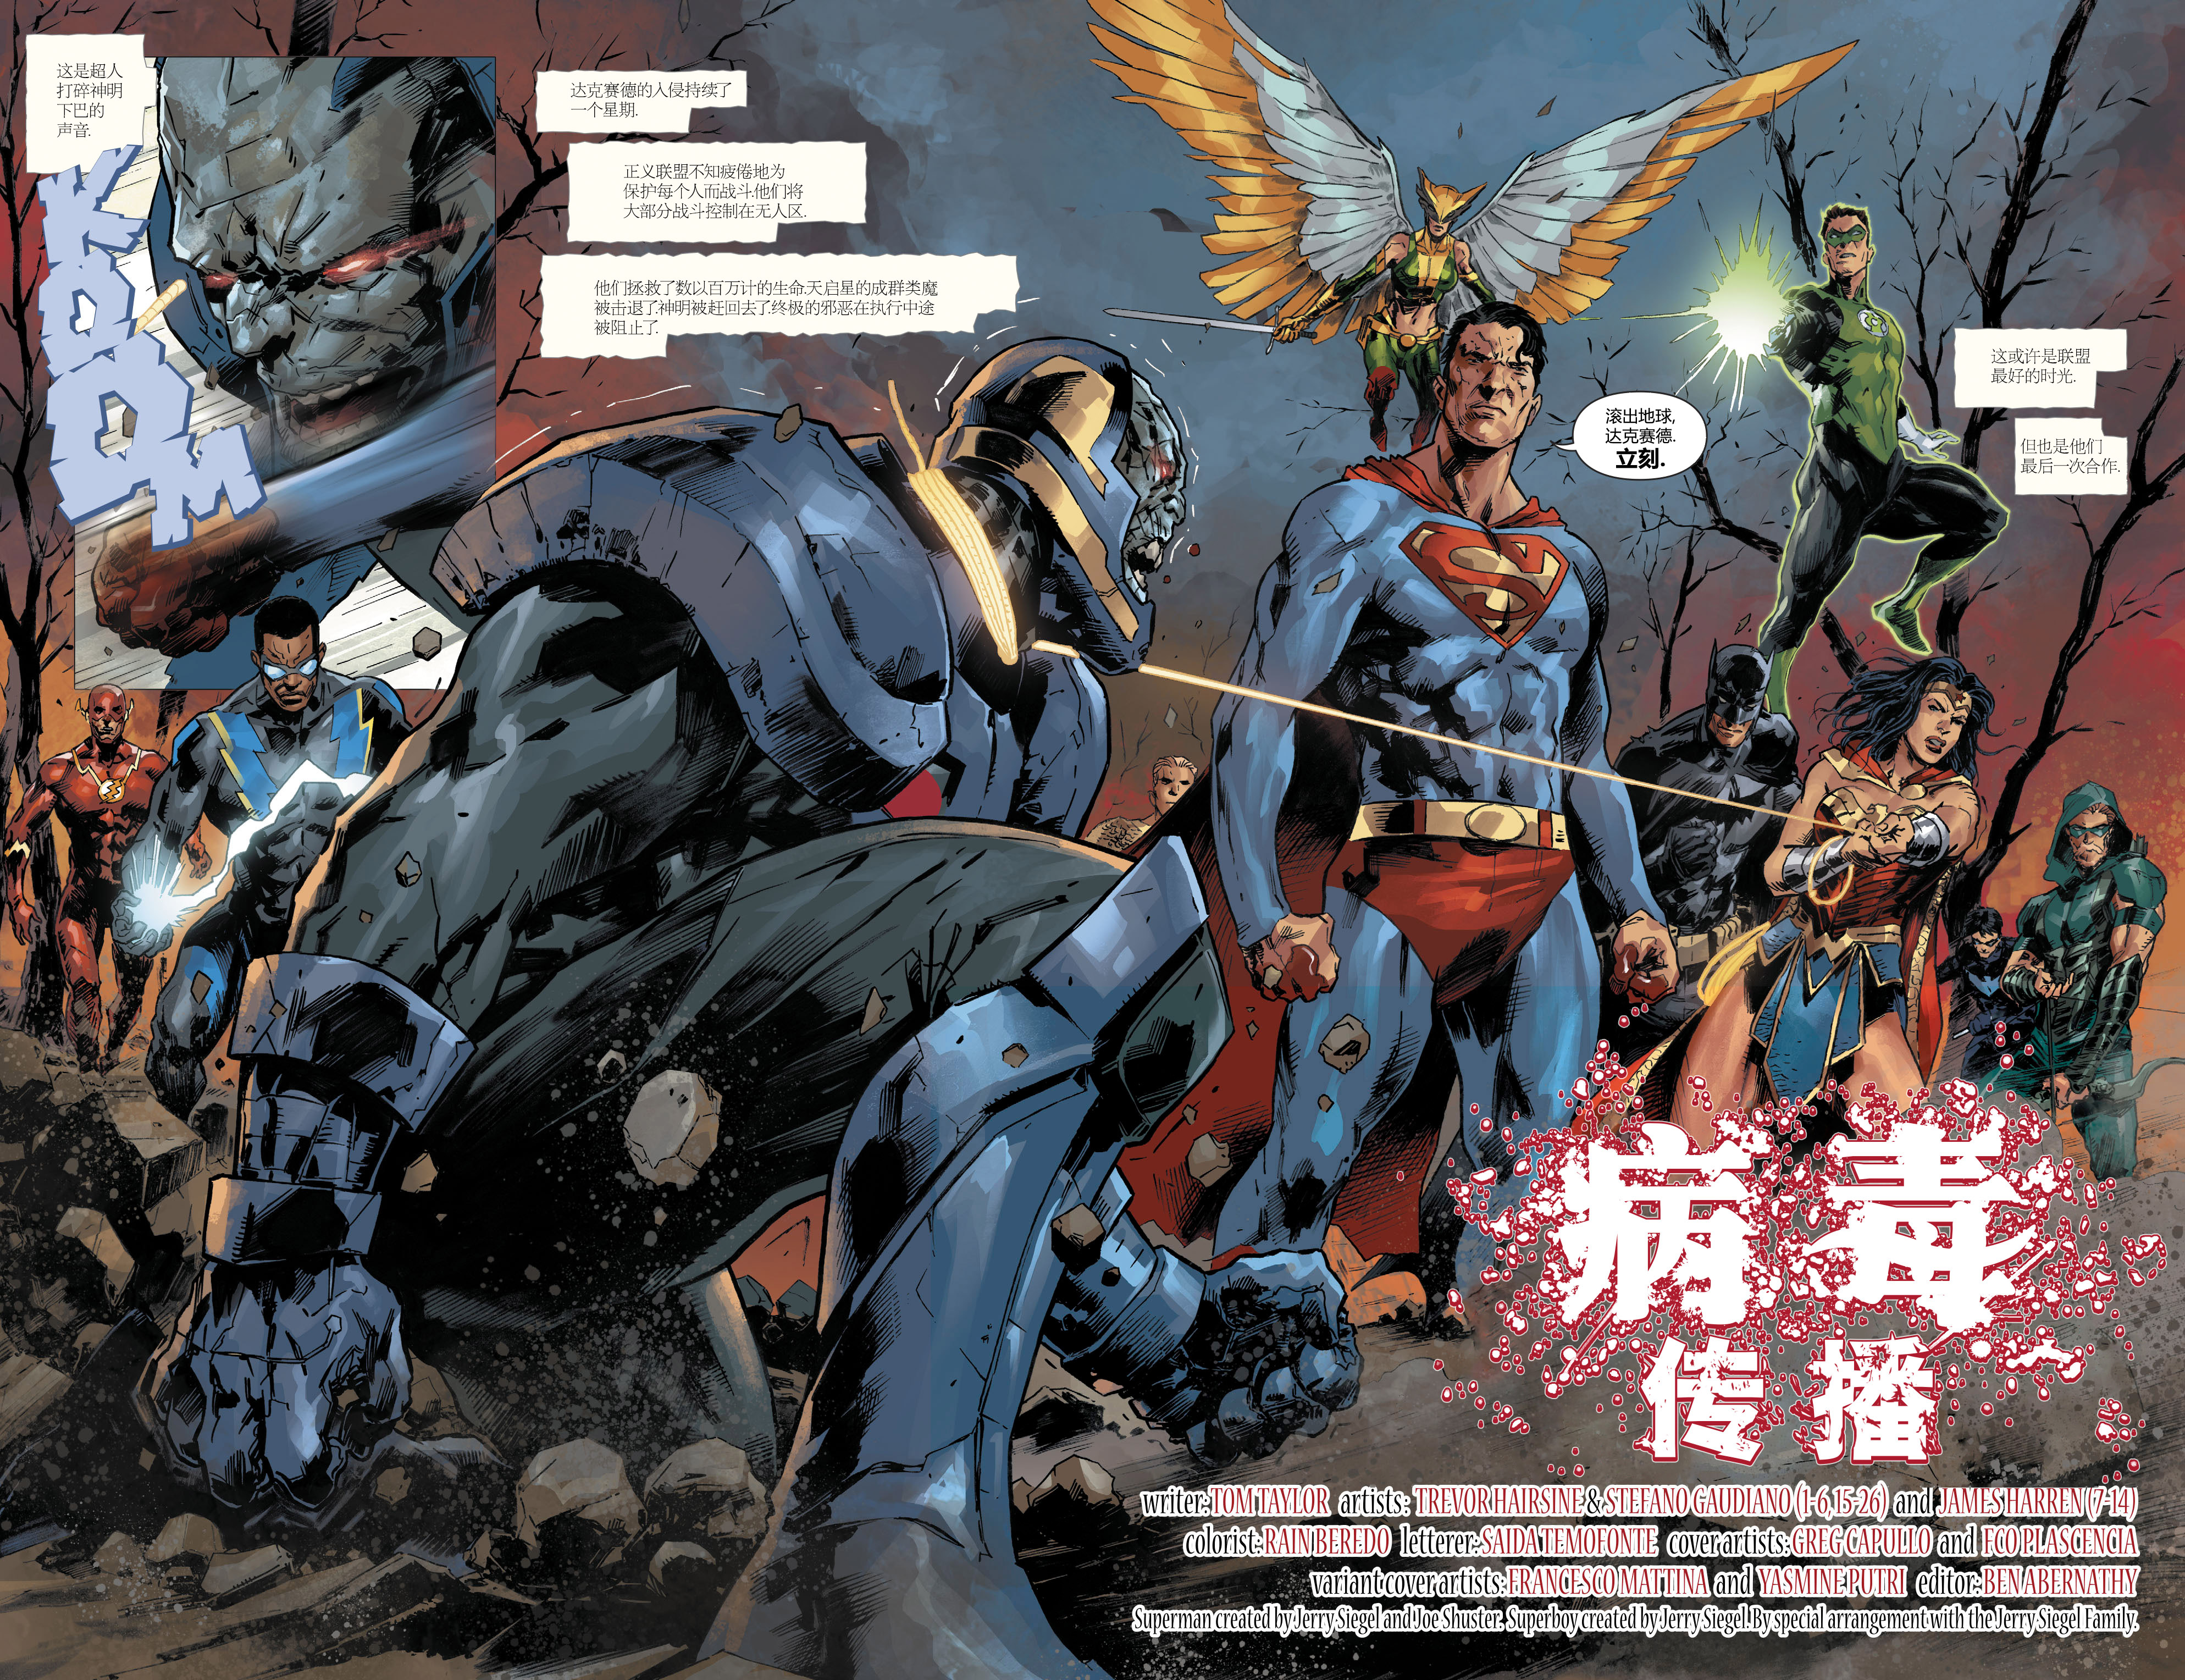 这是超人
打碎神明
下巴的
声音.
KOOOM
达克赛德的入侵持续了
一个星期.
正义联盟不知疲倦地为
保护每个人而战斗.他们将
大部分战斗控制在无人区.
他们拯救了数以百万计的生命.天启星的成群类魔
被击退了.神明被赶回去了.终极的邪恶在执行中途
被阻止了.
滚出地球,
达克赛德.
立刻.
这或许是联盟
最好的时光.
但也是他们
最后一次合作.
病毒
传播
writer: TOM TAYLOR artists: TREVOR HAIRSINE & STEFANO GAUDIANO (1-6, 15-26) and JAMES HARREN (7-14)
colorist: RAIN BEREDO letterer: SAIDA TEMOFONTE cover artists: GREG CAPULLO and FCO PLASCENCIA
variant cover artists: FRANCESCO MATTINA and YASMINE PUTRI editor: BEN ABERNATHY
Superman created by Jerry Siegel and Joe Shuster. Superboy created by Jerry Siegel. By special arrangement with the Jerry Siegel Family.